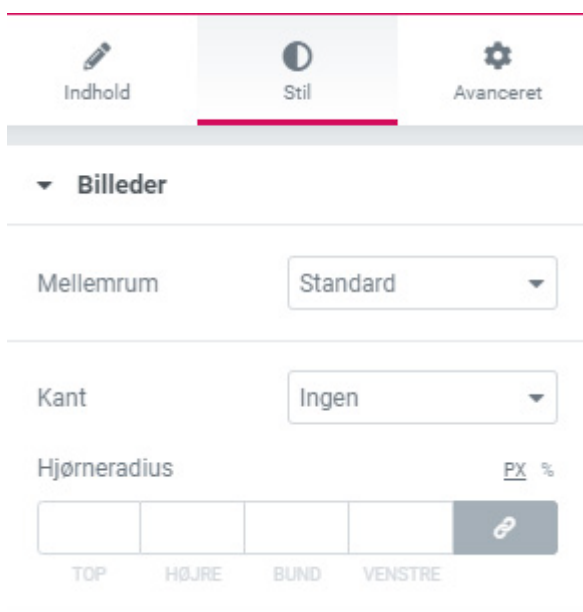 Indhold Stil Avanceret
Billeder
Mellemrum Standard
Kant Ingen
Hjørneradius PX %
TOP HØJRE BUND VENSTRE